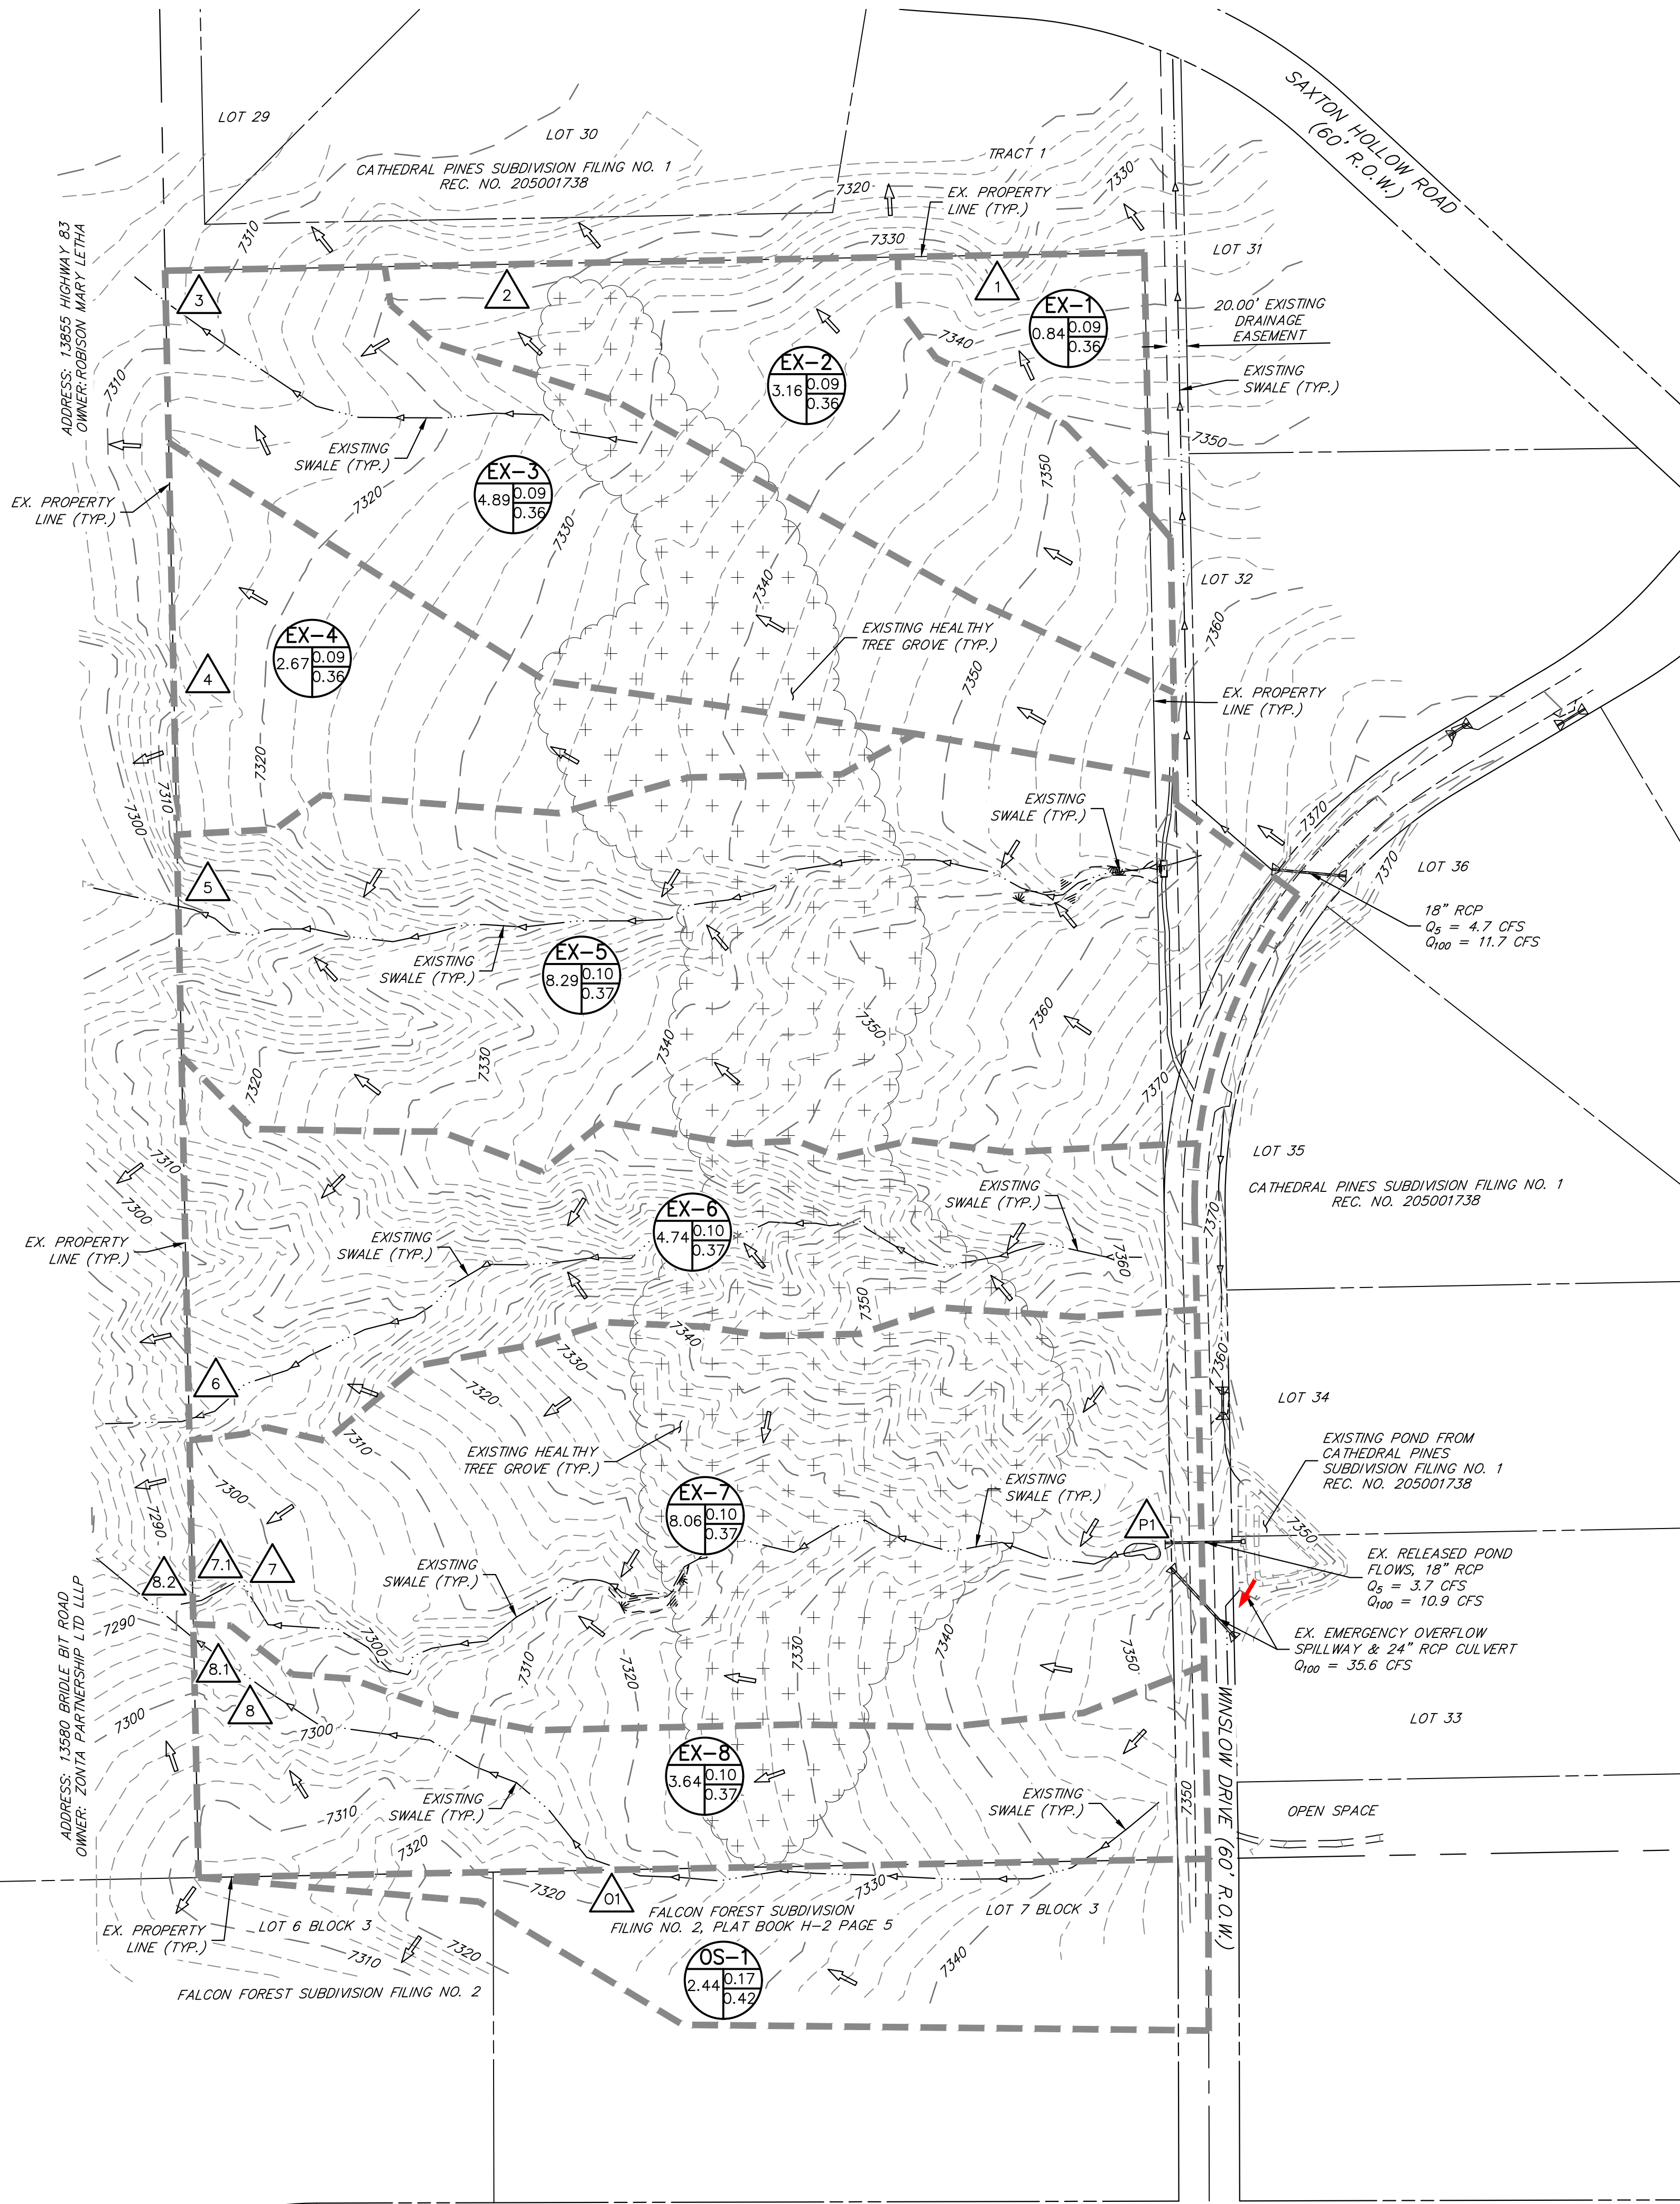 SAXTON HOLLOW ROAD
(60' R.O.W.)
LOT 29
LOT 30
CATHEDRAL PINES SUBDIVISION FILING NO. 1
REC. NO. 205001738
TRACT 1
7330
7320
EX. PROPERTY
LINE (TYP.)
7310
7330
LOT 31
ADDRESS: 13855 HIGHWAY 83
OWNER: ROBISON MARY LETHA
3
2
1
EX-1
0.84
0.09
0.36
20.00' EXISTING
DRAINAGE
EASEMENT
7340
EX-2
3.16
0.09
0.36
EXISTING
SWALE (TYP.)
7310
7350
EXISTING
SWALE (TYP.)
EX-3
4.89
0.09
0.36
7350
7320
7330
EX. PROPERTY
LINE (TYP.)
7340
LOT 32
7360
EX-4
2.67
0.09
0.36
EXISTING HEALTHY
TREE GROVE (TYP.)
4
7350
EX. PROPERTY
LINE (TYP.)
7320
7310
7300
EXISTING
SWALE (TYP.)
7370
7370
LOT 36
5
18" RCP
Q5 = 4.7 CFS
Q100 = 11.7 CFS
EXISTING
SWALE (TYP.)
EX-5
8.29
0.10
0.37
7360
7350
7340
7330
7320
7370
LOT 35
7310
CATHEDRAL PINES SUBDIVISION FILING NO. 1
REC. NO. 205001738
EXISTING
SWALE (TYP.)
7300
7370
EX-6
4.74
0.10
0.37
EX. PROPERTY
LINE (TYP.)
EXISTING
SWALE (TYP.)
7360
7350
7340
7330
7360
6
7320
LOT 34
7310
EXISTING HEALTHY
TREE GROVE (TYP.)
EXISTING POND FROM
CATHEDRAL PINES
SUBDIVISION FILING NO. 1
REC. NO. 205001738
7300
EXISTING
SWALE (TYP.)
EX-7
8.06
0.10
0.37
7290
P1
7350
EX. RELEASED POND
FLOWS, 18" RCP
Q5 = 3.7 CFS
Q100 = 10.9 CFS
8.2
7.1
7
EXISTING
SWALE (TYP.)
ADDRESS: 13580 BRIDLE BIT ROAD
OWNER: ZONTA PARTNERSHIP LTD LLLP
7290
7300
7310
7320
7330
7340
7350
EX. EMERGENCY OVERFLOW
SPILLWAY & 24" RCP CULVERT
Q100 = 35.6 CFS
8.1
8
7300
7300
LOT 33
WINSLOW DRIVE (60' R.O.W.)
EX-8
3.64
0.10
0.37
7350
EXISTING
SWALE (TYP.)
EXISTING
SWALE (TYP.)
OPEN SPACE
7310
7320
7320
01
7330
FALCON FOREST SUBDIVISION
FILING NO. 2, PLAT BOOK H-2 PAGE 5
LOT 7 BLOCK 3
LOT 6 BLOCK 3
EX. PROPERTY
LINE (TYP.)
7310
7320
7340
OS-1
2.44
0.17
0.42
FALCON FOREST SUBDIVISION FILING NO. 2